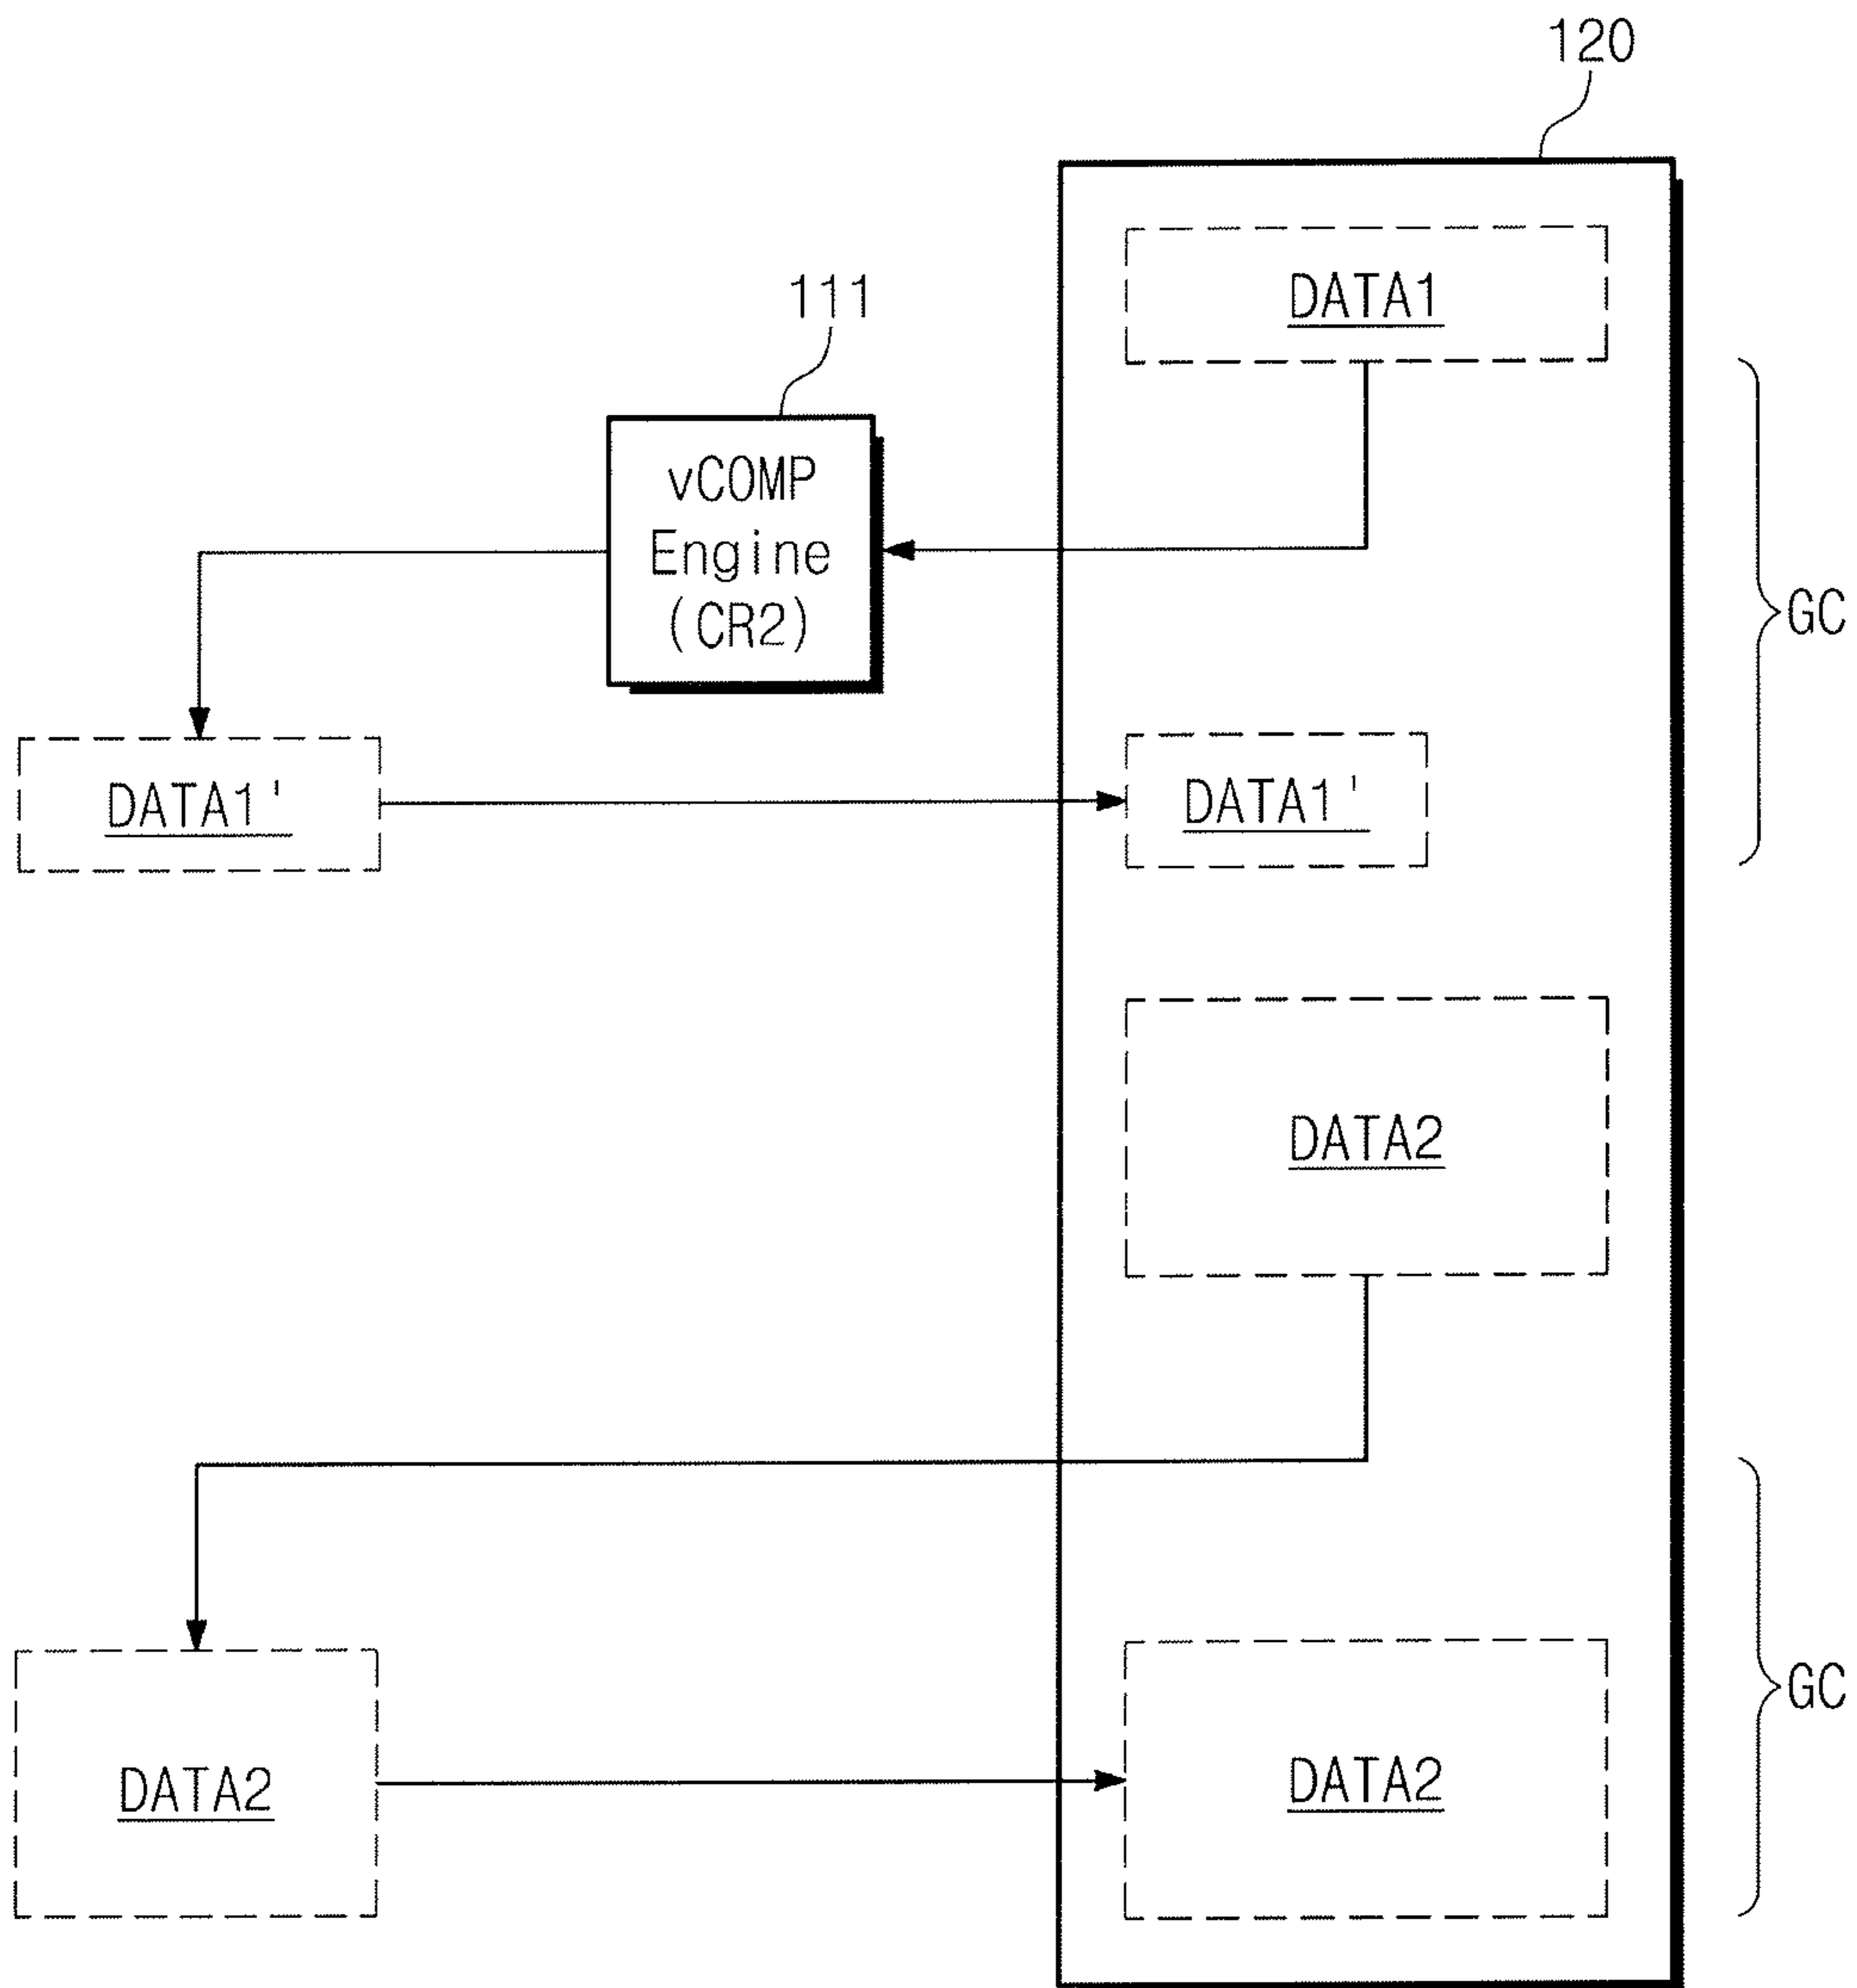 120
DATA1
111
vCOMP
Engine
(CR2)
GC
DATA1'
DATA1'
DATA2
GC
DATA2
DATA2